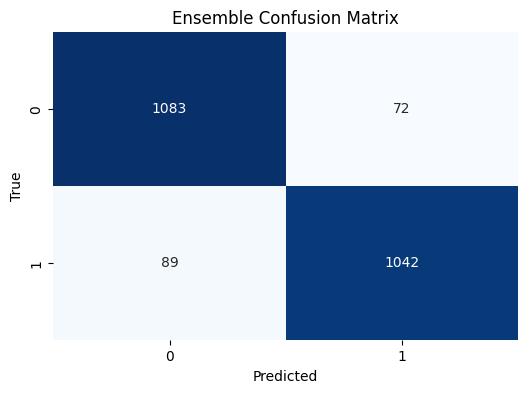 Ensemble Confusion Matrix
0
1083
72
True
1
89
1042
0
1
Predicted